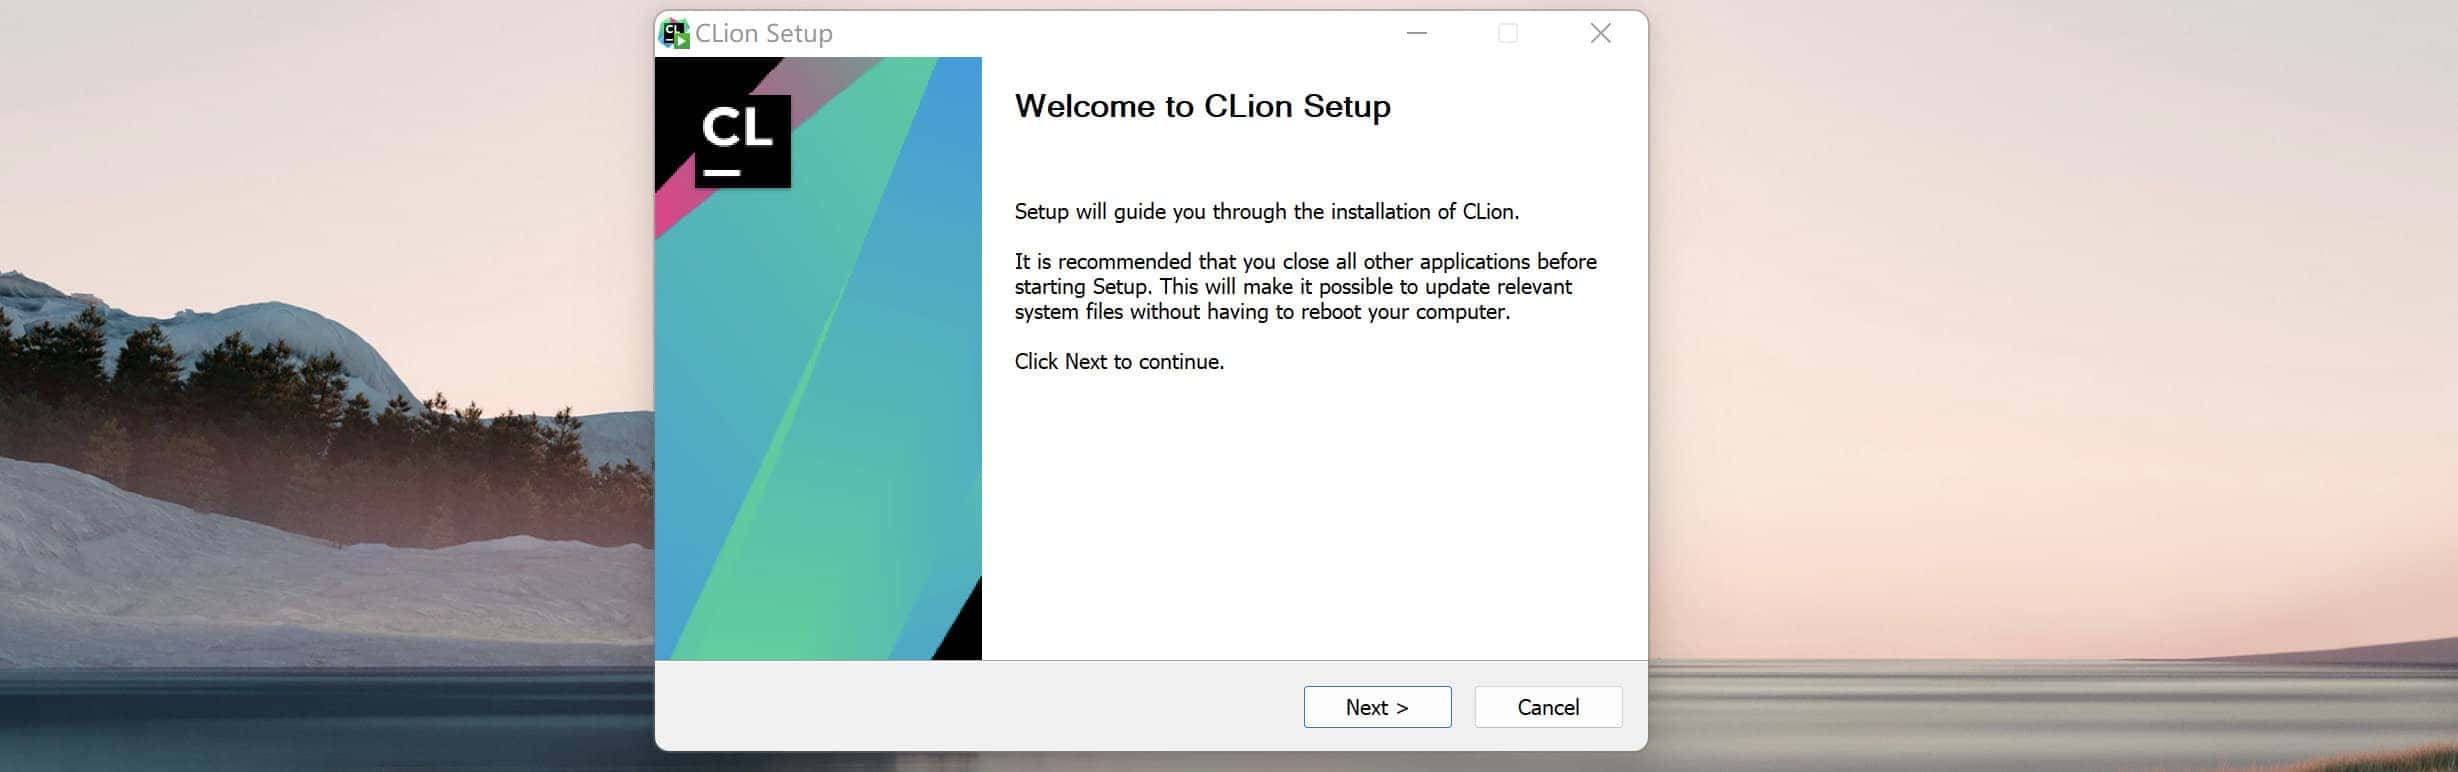 CLion Setup
CL
Welcome to CLion Setup
Setup will guide you through the installation of CLion.
It is recommended that you close all other applications before
starting Setup. This will make it possible to update relevant
system files without having to reboot your computer.
Click Next to continue.
Next >
Cancel